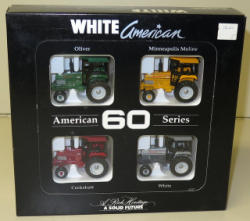 WHITE American
Oliver Minneapolis Moline
American 60 Series
Cockshutt White
A Rich Heritage
A SOLID FUTURE